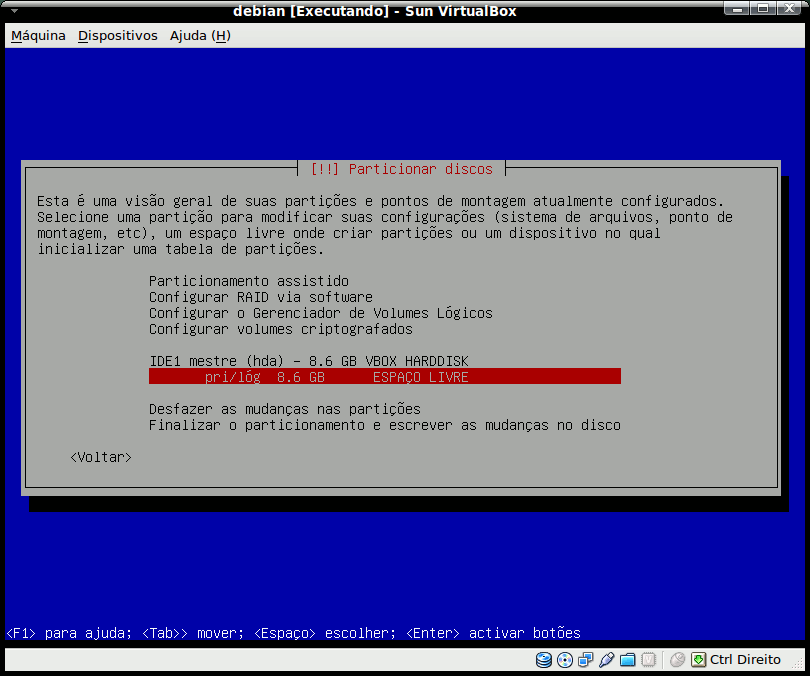 debian [Executando] - Sun VirtualBox
Máquina Dispositivos Ajuda (H)
[!!] Particionar discos
Esta é uma visão geral de suas partições e pontos de montagem atualmente configurados.
Selecione uma partição para modificar suas configurações (sistema de arquivos, ponto de
montagem, etc), um espaço livre onde criar partições ou um dispositivo no qual
inicializar uma tabela de partições.
Particionamento assistido
Configurar RAID via software
Configurar o Gerenciador de Volumes Lógicos
Configurar volumes criptografados
IDE1 mestre (hda) - 8.6 GB VBOX HARDDISK
pri/lóg 8.6 GB ESPAÇO LIVRE
Desfazer as mudanças nas partições
Finalizar o particionamento e escrever as mudanças no disco
<Voltar>
<F1> para ajuda; <Tab>> mover; <Espaço> escolher; <Enter> activar botões
Ctrl Direito